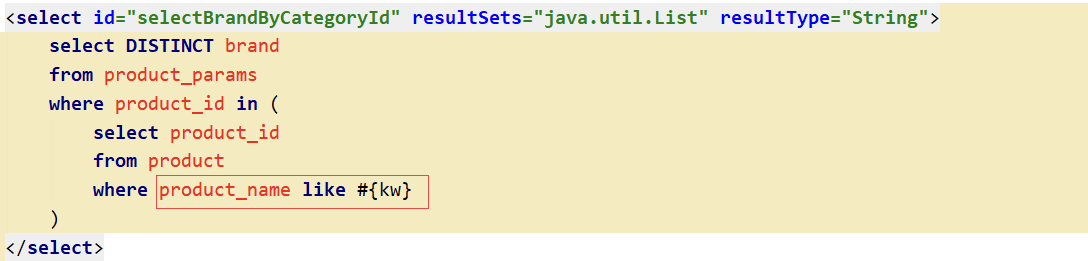 <select id="selectBrandByCategoryId" resultSets="java.util.List" resultType="String">
select DISTINCT brand
from product_params
where product_id in (
select product_id
from product
where product_name like #{kw}
)
</select>